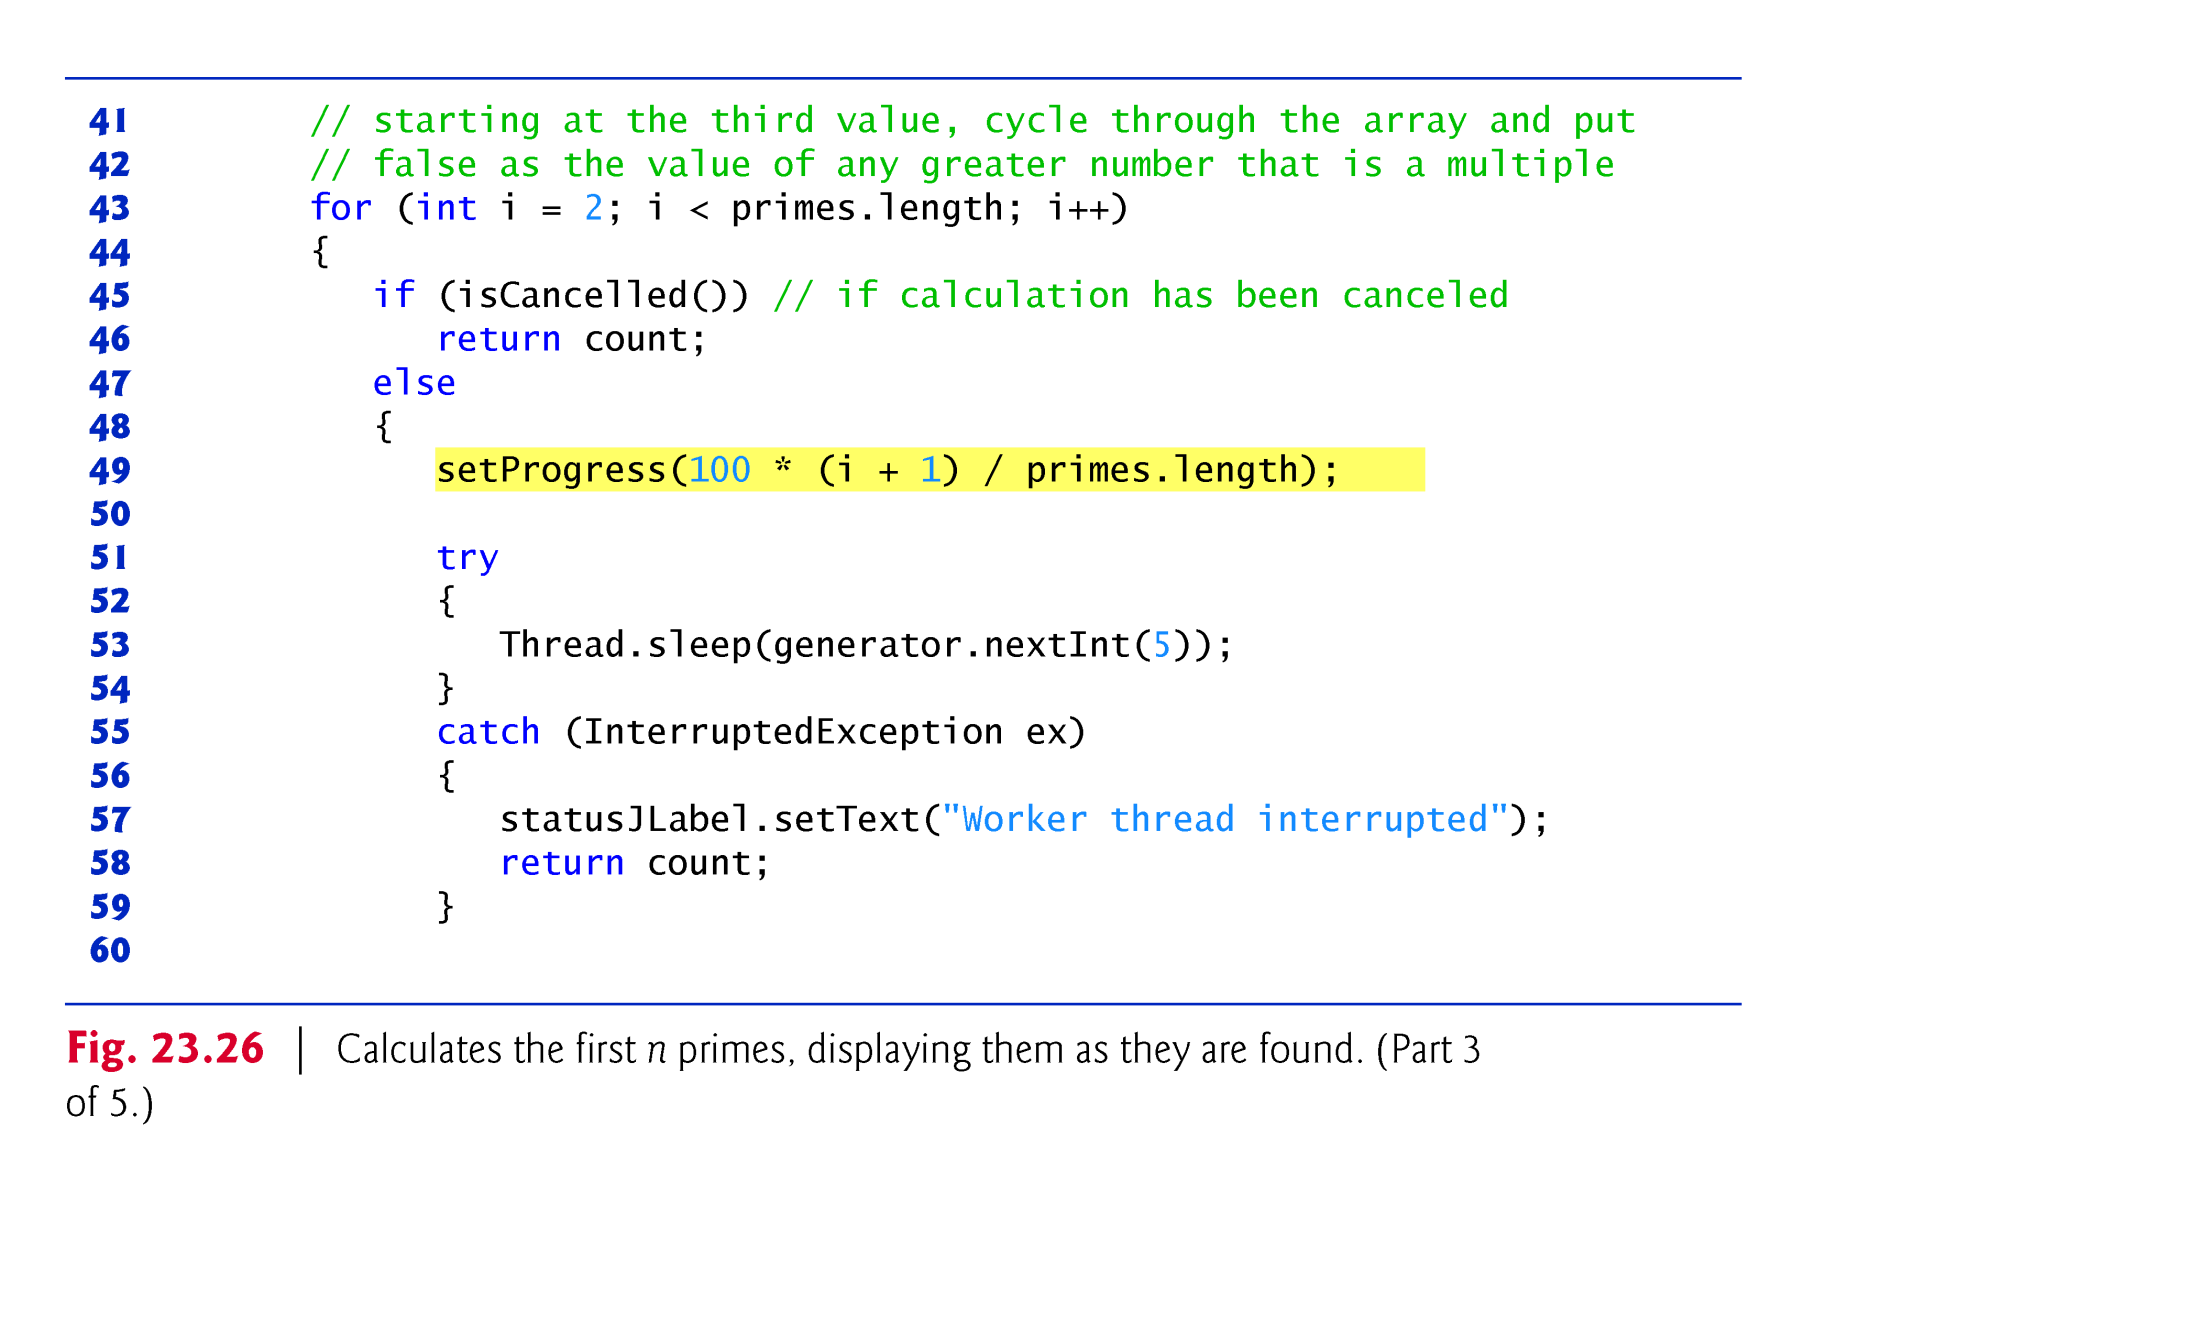 41 // starting at the third value, cycle through the array and put
42 // false as the value of any greater number that is a multiple
43 for (int i = 2; i < primes.length; i++)
44 {
45 if (isCancelled()) // if calculation has been canceled
46 return count;
47 else
48 {
49 setProgress(100 * (i + 1) / primes.length);
50
51 try
52 {
53 Thread.sleep(generator.nextInt(5));
54 }
55 catch (InterruptedException ex)
56 {
57 statusJLabel.setText("Worker thread interrupted");
58 return count;
59 }
60
Fig. 23.26 | Calculates the first n primes, displaying them as they are found. (Part 3
of 5.)